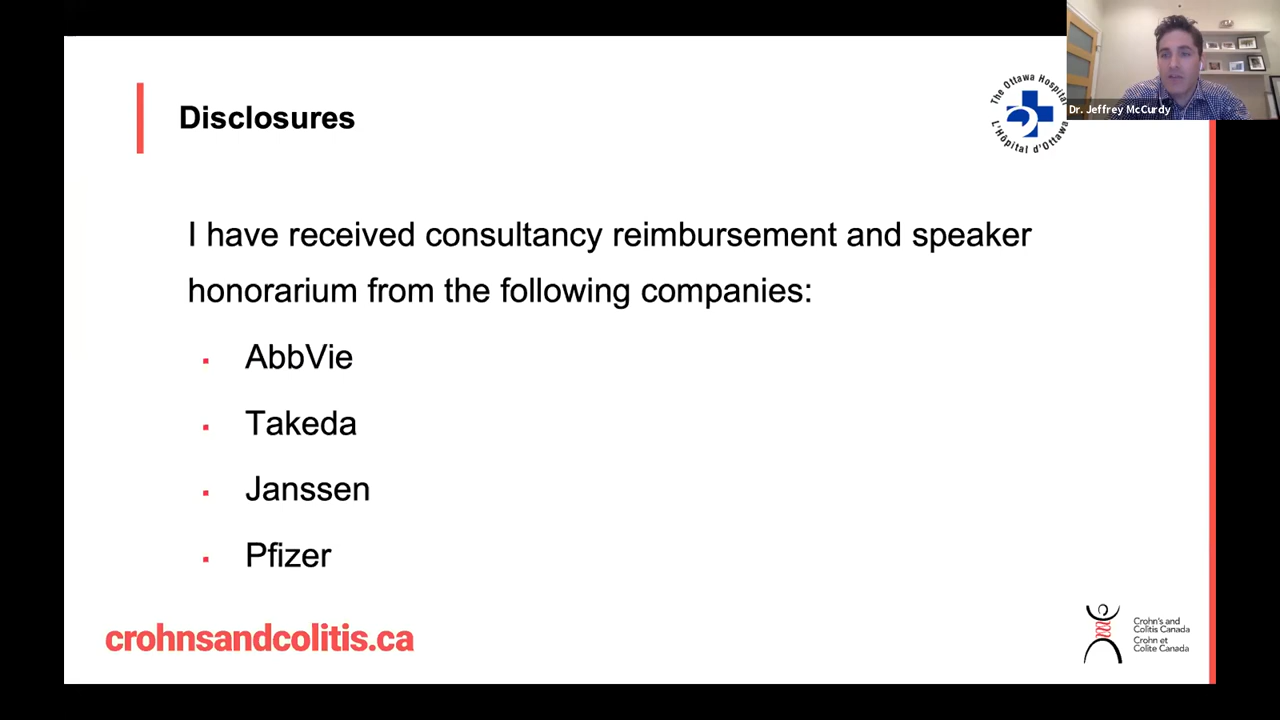 Disclosures
The Ottawa Hospital
L'Hôpital d'Ottawa
Dr. Jeffrey McCurdy
I have received consultancy reimbursement and speaker
honorarium from the following companies:
▪ AbbVie
▪ Takeda
▪ Janssen
▪ Pfizer
crohnsandcolitis.ca
Crohn's and
Colitis Canada
Crohn et
Colite Canada